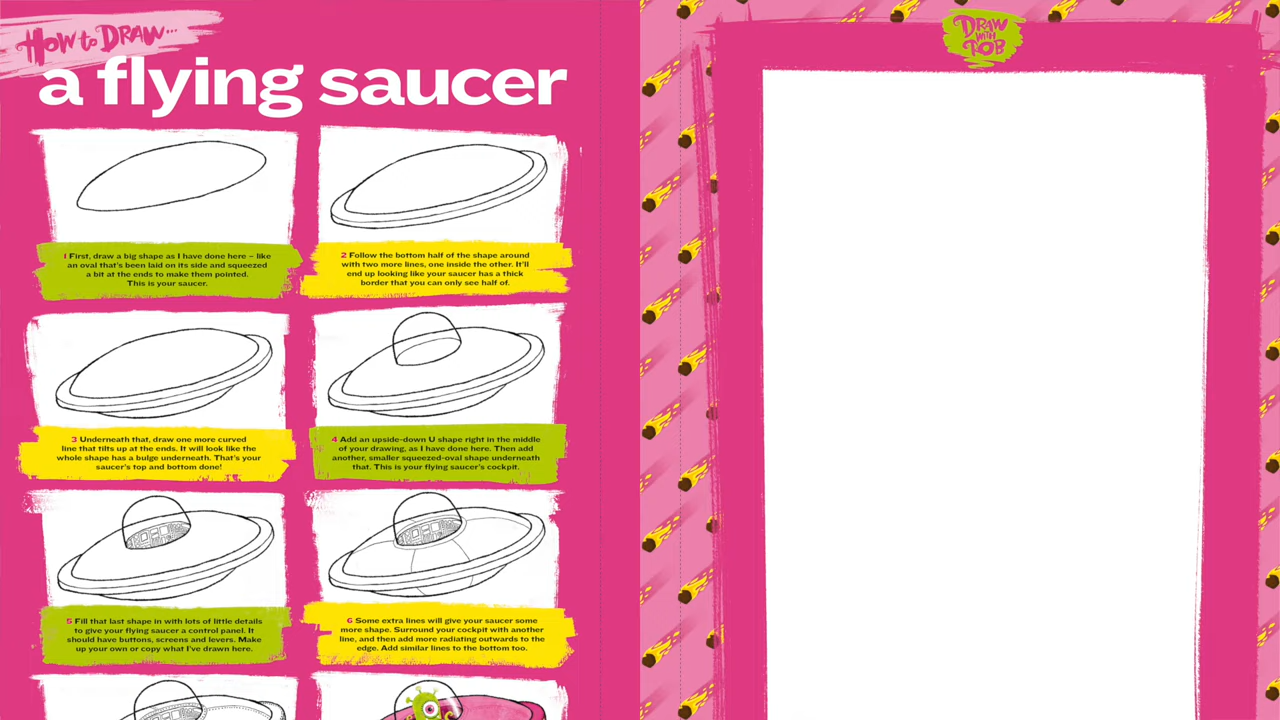 How to DRAW...
a flying saucer
1 First, draw a big shape as I have done here – like
an oval that's been laid on its side and squeezed
a bit at the ends to make them pointed.
This is your saucer.
2 Follow the bottom half of the shape around
with two more lines, one inside the other. It'll
end up looking like your saucer has a thick
border that you can only see half of.
3 Underneath that, draw one more curved
line that tilts up at the ends. It will look like the
whole shape has a bulge underneath. That's your
saucer's top and bottom done!
4 Add an upside-down U shape right in the middle
of your drawing, as I have done here. Then add
another, smaller squeezed-oval shape underneath
that. This is your flying saucer's cockpit.
5 Fill that last shape in with lots of little details
to give your flying saucer a control panel. It
should have buttons, screens and levers. Make
up your own or copy what I've drawn here.
6 Some extra lines will give your saucer some
more shape. Surround your cockpit with another
line, and then add more radiating outwards to the
edge. Add similar lines to the bottom too.
DRAW
WITH
ROB